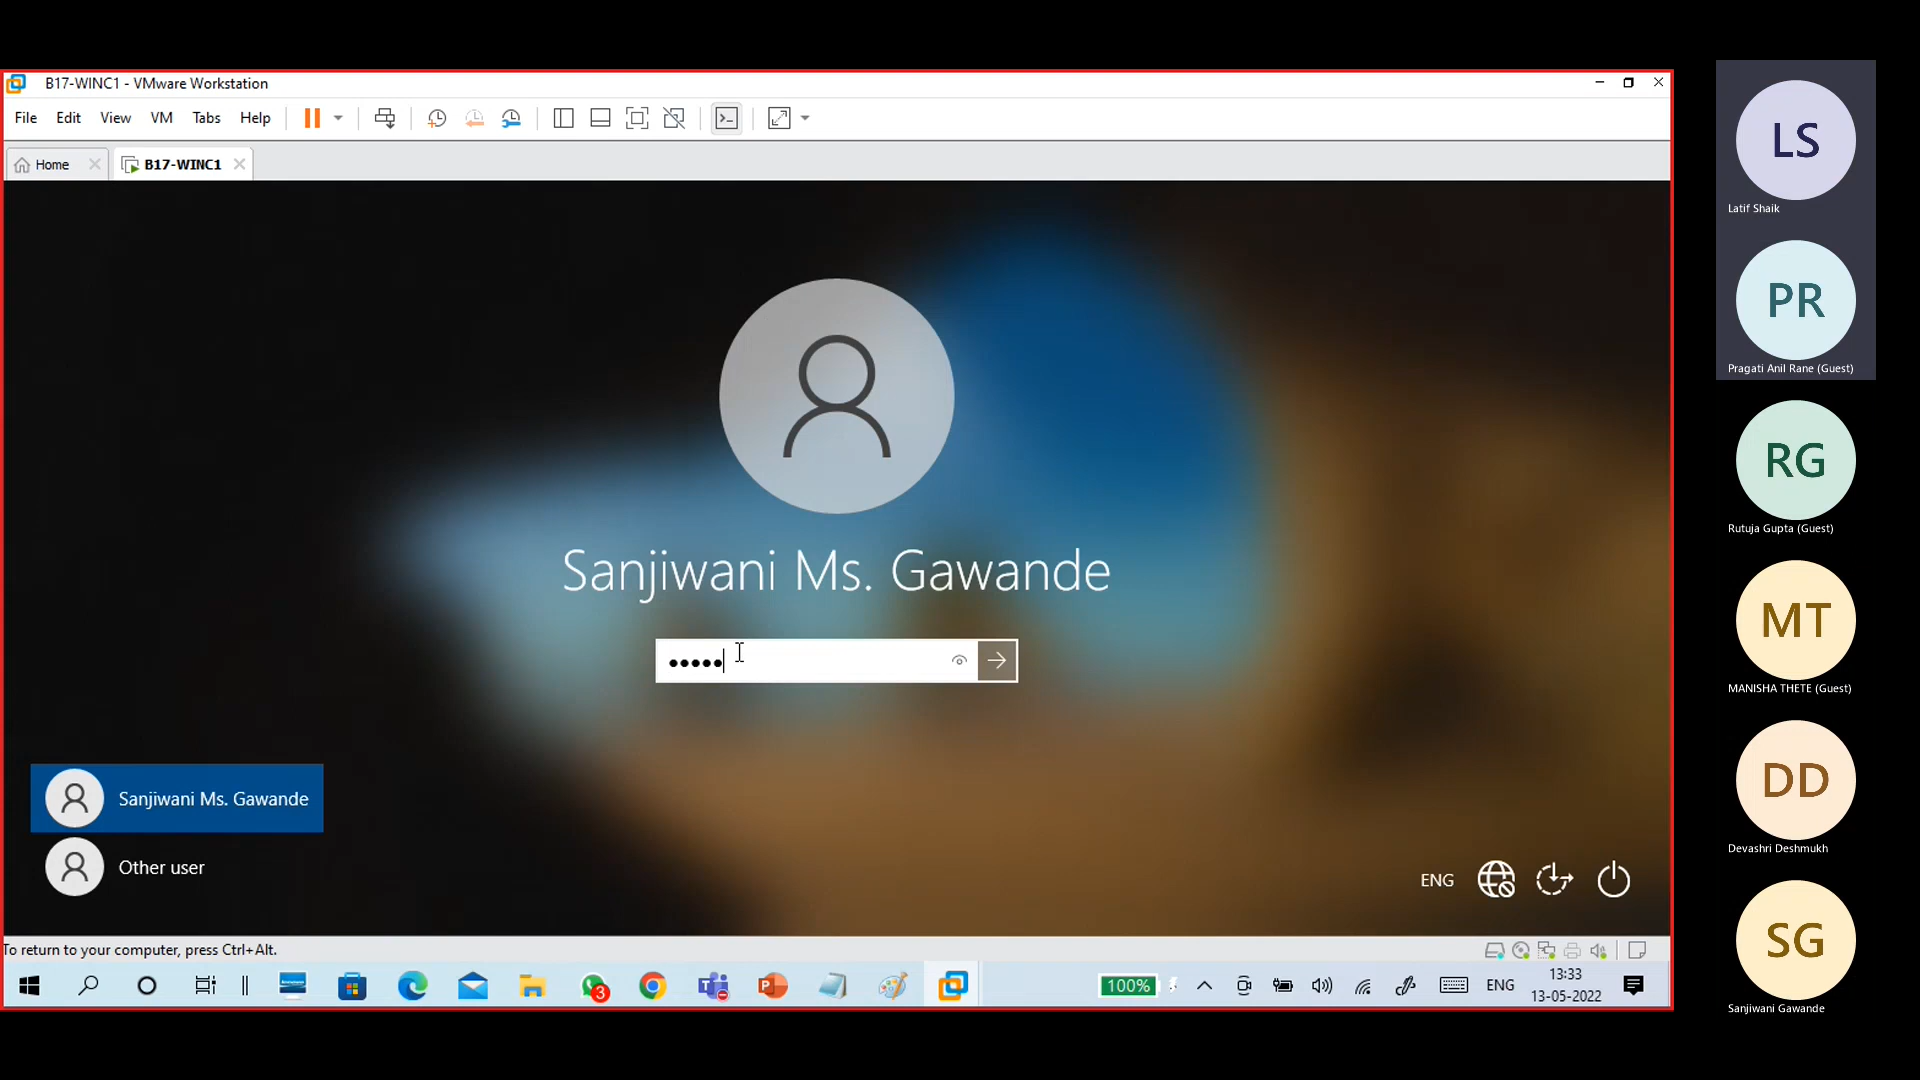 B17-WINC1 - VMware Workstation
File Edit View VM Tabs Help
Home B17-WINC1
Sanjiwani Ms. Gawande
Sanjiwani Ms. Gawande
Other user
ENG
To return to your computer, press Ctrl+Alt.
3
T
P
100%
ENG
13:33
13-05-2022
LS
Latif Shaik
PR
Pragati Anil Rane (Guest)
RG
Rutuja Gupta (Guest)
MT
MANISHA THETE (Guest)
DD
Devashri Deshmukh
SG
Sanjiwani Gawande